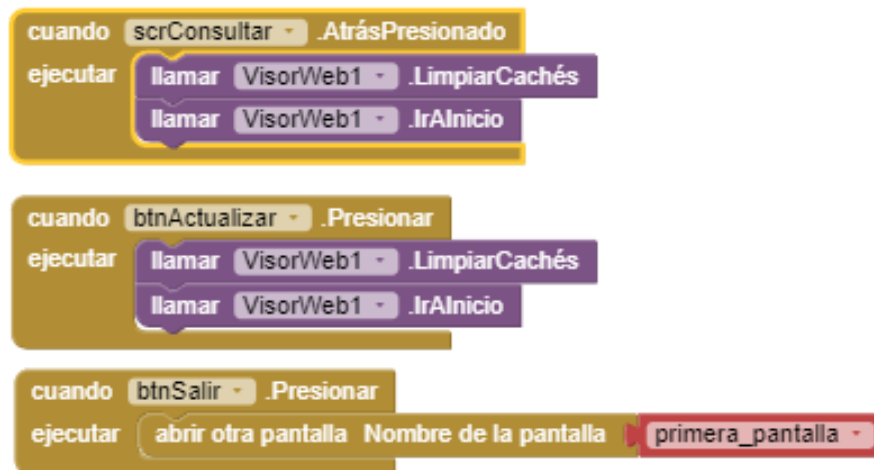 cuando scrConsultar .AtrásPresionado
ejecutar llamar VisorWeb1 .LimpiarCachés
llamar VisorWeb1 .IrAInicio
cuando btnActualizar .Presionar
ejecutar llamar VisorWeb1 .LimpiarCachés
llamar VisorWeb1 .IrAInicio
cuando btnSalir .Presionar
ejecutar abrir otra pantalla Nombre de la pantalla primera_pantalla